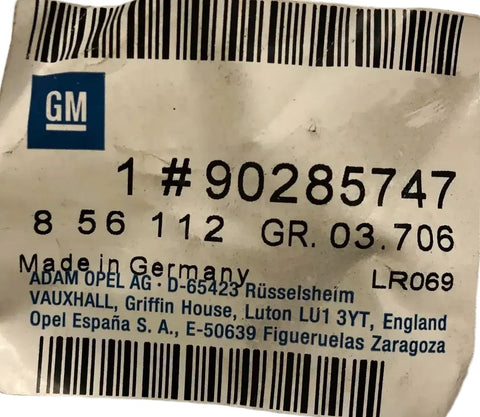 GM
1 #90285747
8 56 112 GR. 03.706
Made in Germany LR069
ADAM OPEL AG · D-65423 Rüsselsheim
VAUXHALL, Griffin House, Luton LU1 3YT, England
Opel España S. A., E-50639 Figueruelas Zaragoza